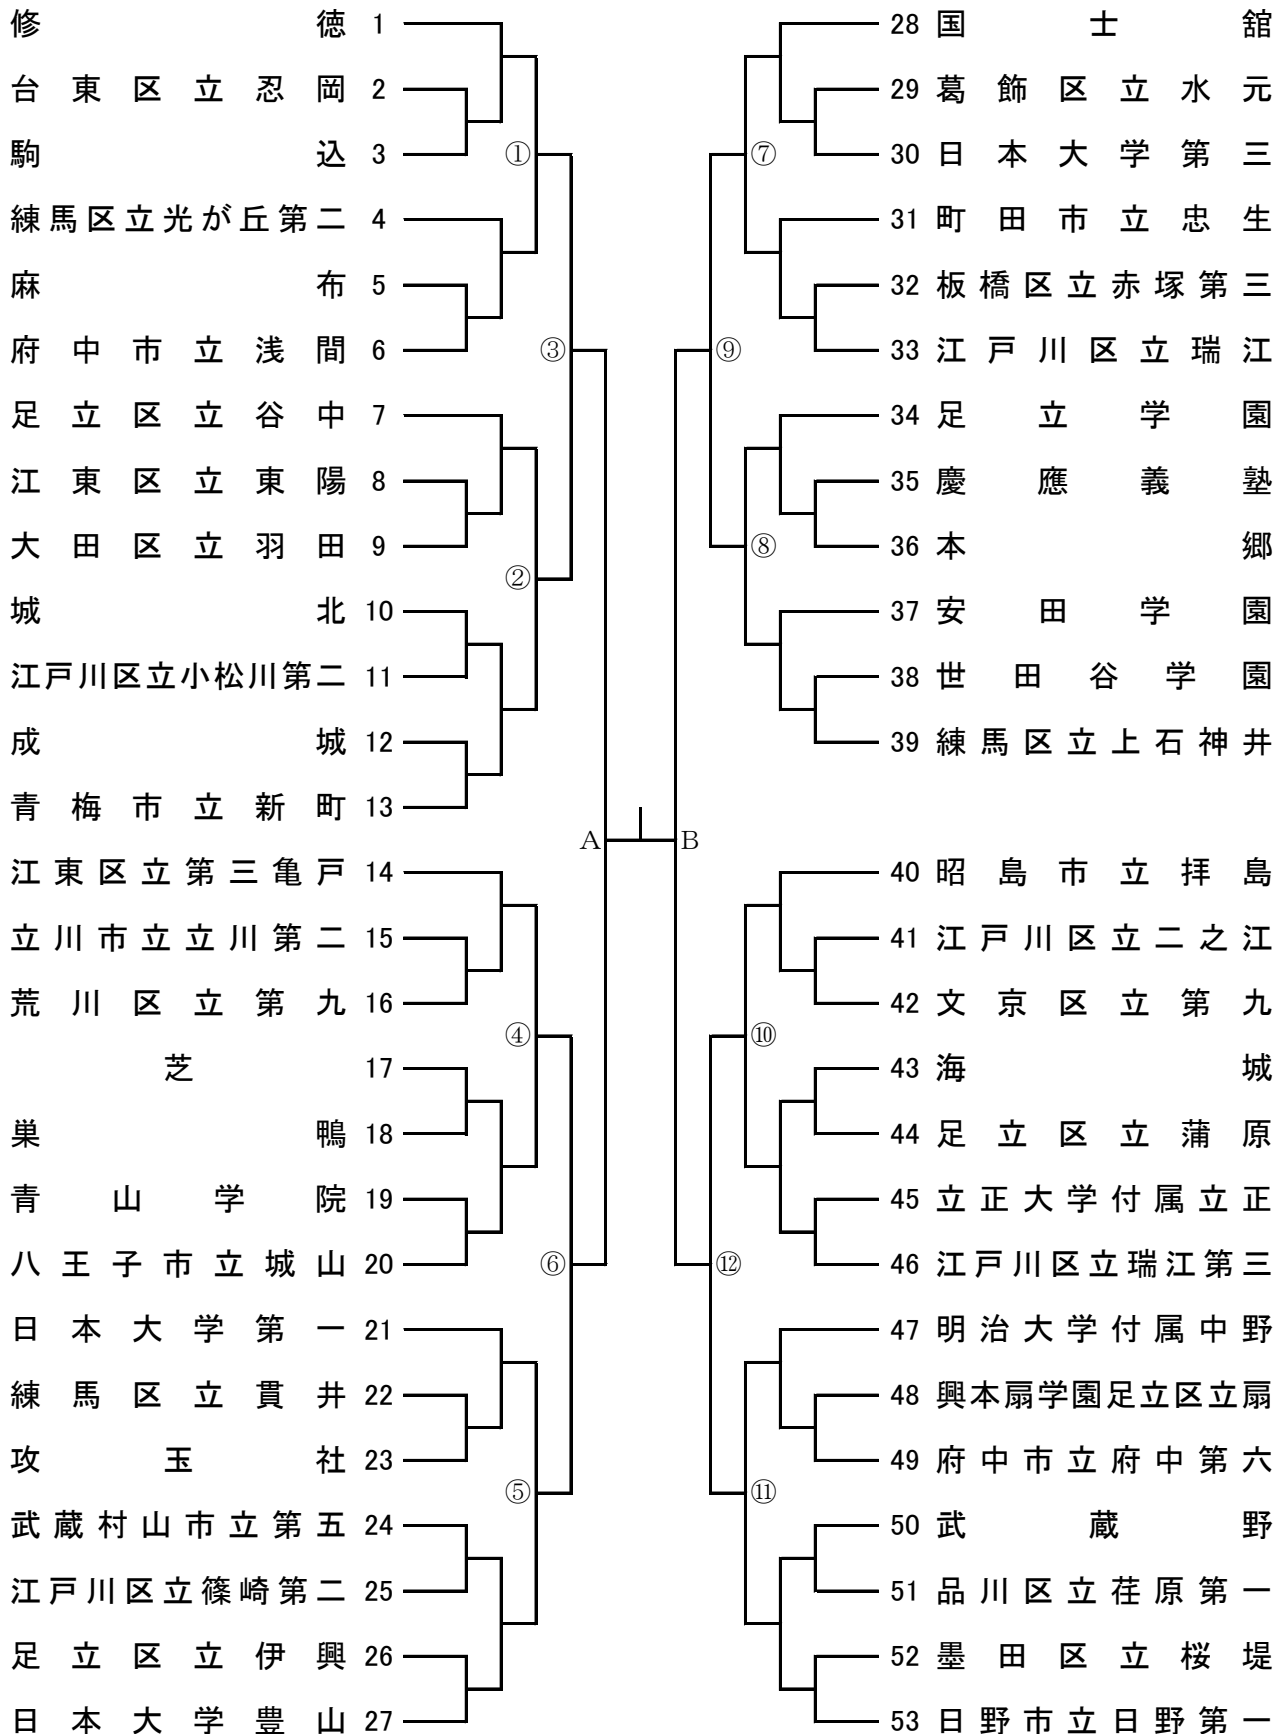 修徳 1
台東区立忍岡 2
駒込 3
①
練馬区立光が丘第二 4
麻布 5
府中市立浅間 6
③
足立区立谷中 7
江東区立東陽 8
大田区立羽田 9
②
城北 10
江戸川区立小松川第二 11
成城 12
青梅市立新町 13
A
江東区立第三亀戸 14
立川市立立川第二 15
荒川区立第九 16
④
芝 17
巣鴨 18
青山学院 19
八王子市立城山 20
⑥
日本大学第一 21
練馬区立貫井 22
攻玉社 23
⑤
武蔵村山市立第五 24
江戸川区立篠崎第二 25
足立区立伊興 26
日本大学豊山 27
28 国士舘
29 葛飾区立水元
⑦
30 日本大学第三
31 町田市立忠生
32 板橋区立赤塚第三
⑨
33 江戸川区立瑞江
34 足立学園
35 慶應義塾
⑧
36 本郷
37 安田学園
38 世田谷学園
39 練馬区立上石神井
B
40 昭島市立拝島
41 江戸川区立二之江
42 文京区立第九
⑩
43 海城
44 足立区立蒲原
45 立正大学付属立正
⑫
46 江戸川区立瑞江第三
47 明治大学付属中野
48 興本扇学園足立区立扇
49 府中市立府中第六
⑪
50 武蔵野
51 品川区立荏原第一
52 墨田区立桜堤
53 日野市立日野第一